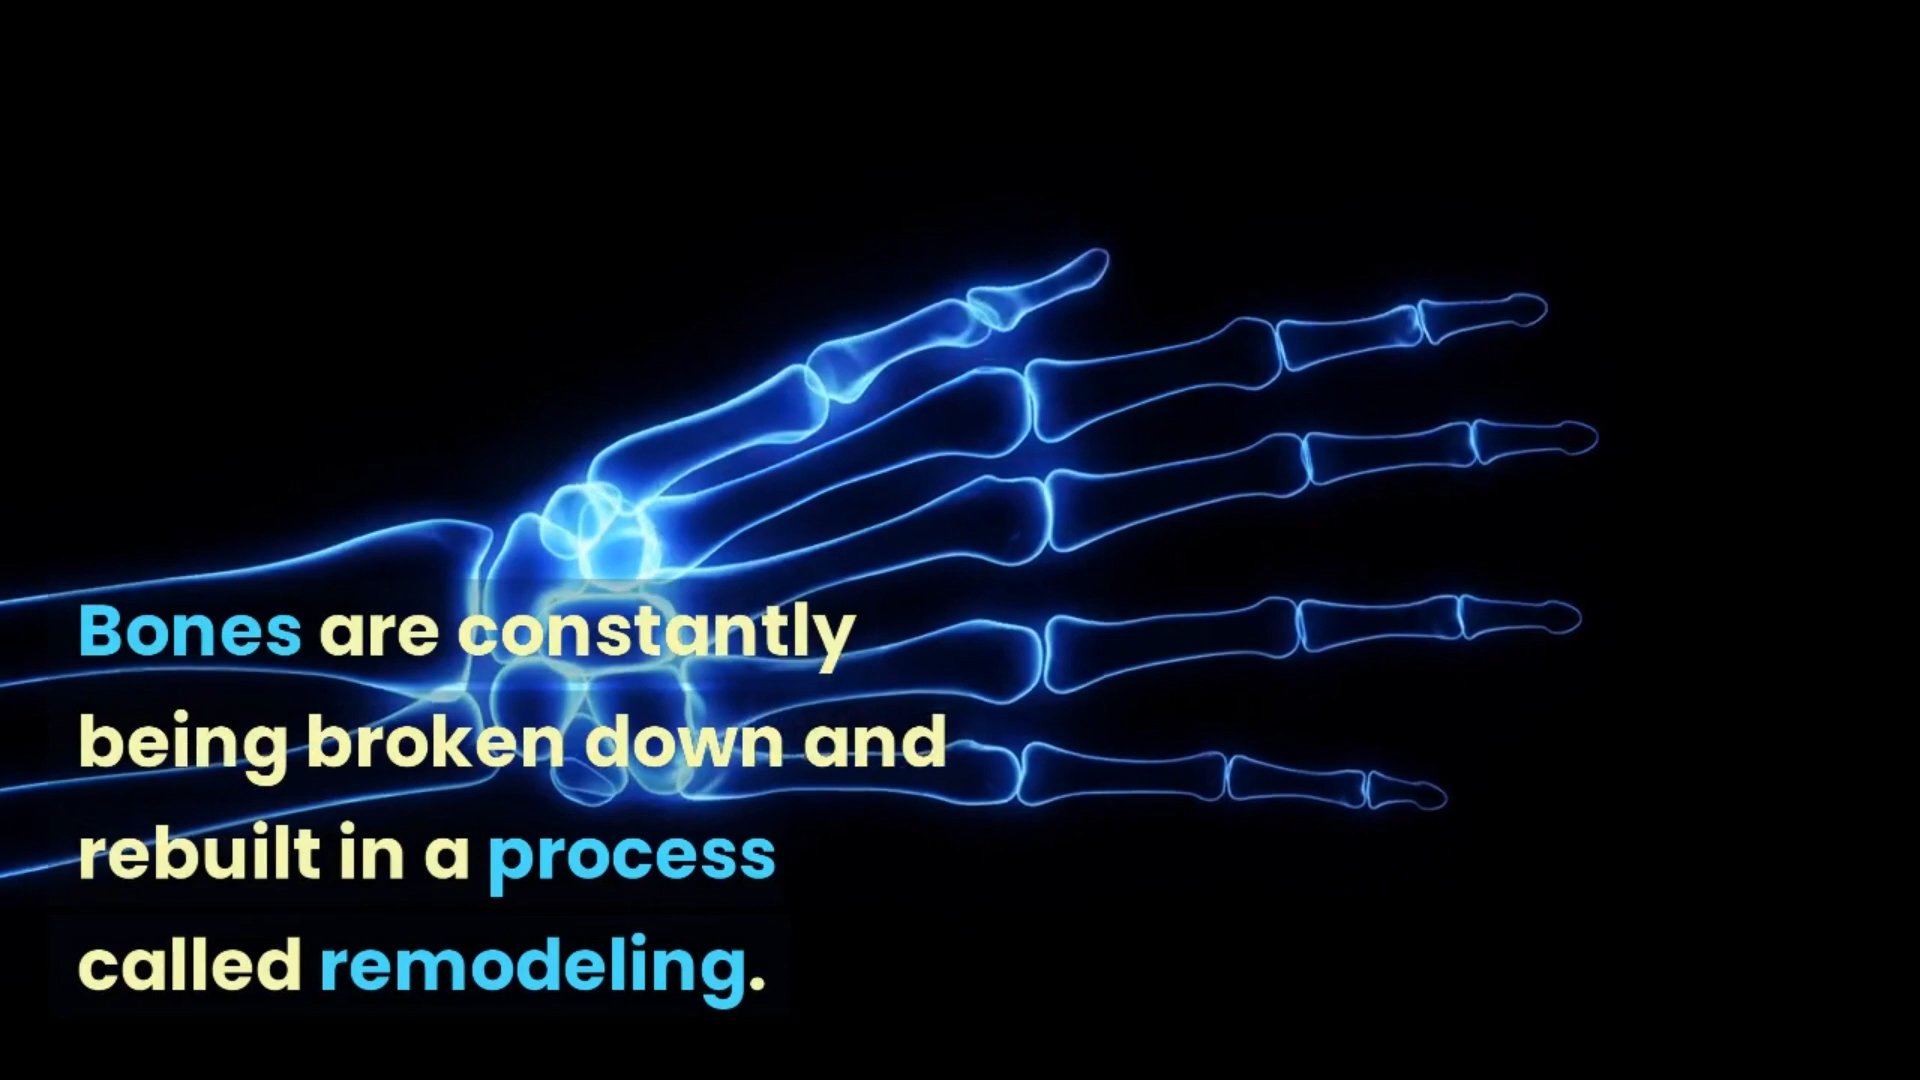 Bones are constantly
being broken down and
rebuilt in a process
called remodeling.